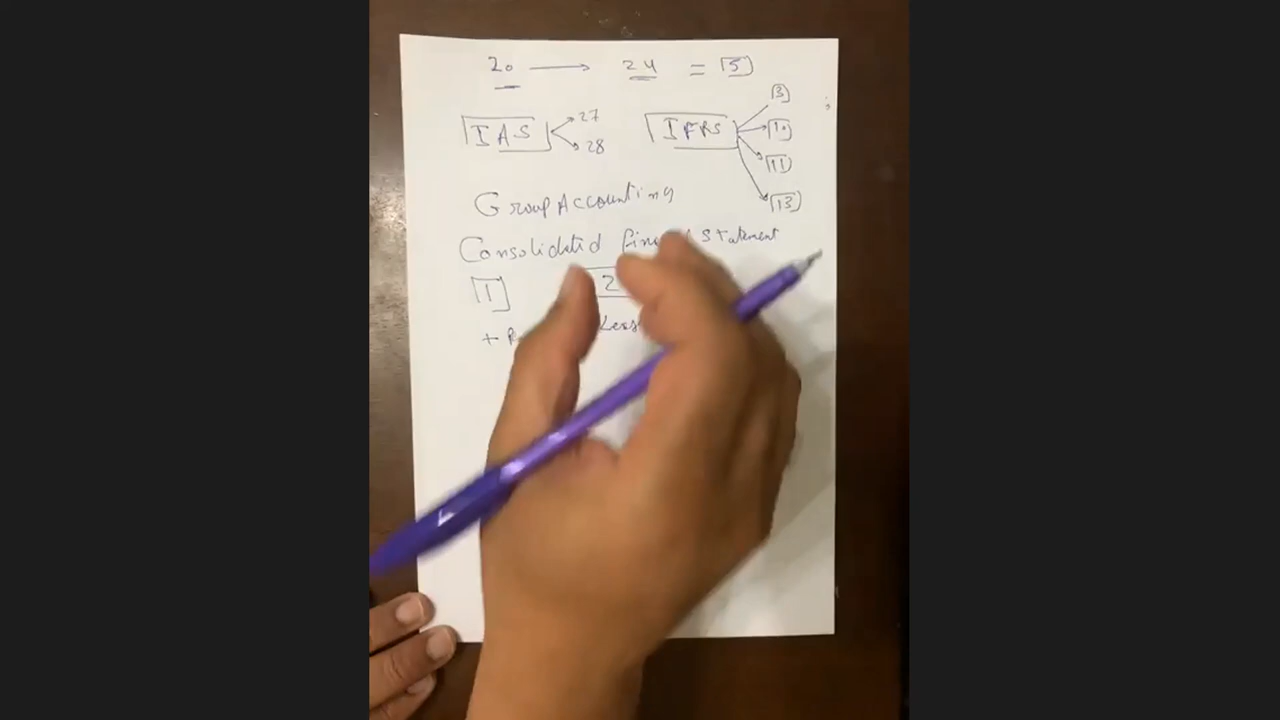 20 → 24 = 5
IAS 27 28 IFRS 3 10 11 13
Group Accounting
Consolidated statement
1 2
+